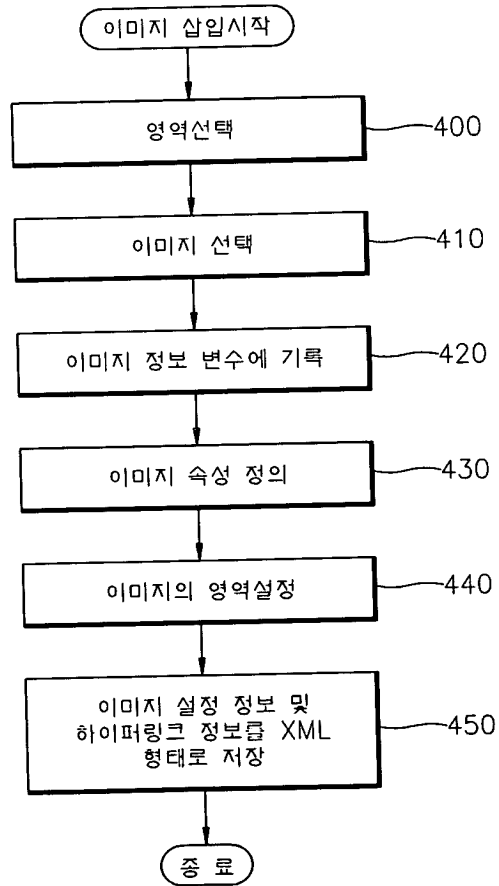 이미지 삽입시작
영역선택
400
이미지 선택
410
이미지 정보 변수에 기록
420
이미지 속성 정의
430
이미지의 영역설정
440
이미지 설정 정보 및
하이퍼링크 정보를 XML
형태로 저장
450
종 료